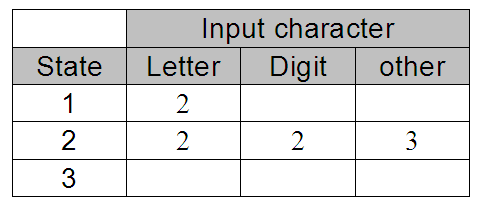 Input character
State Letter Digit other
1 2
2 2 2 3
3